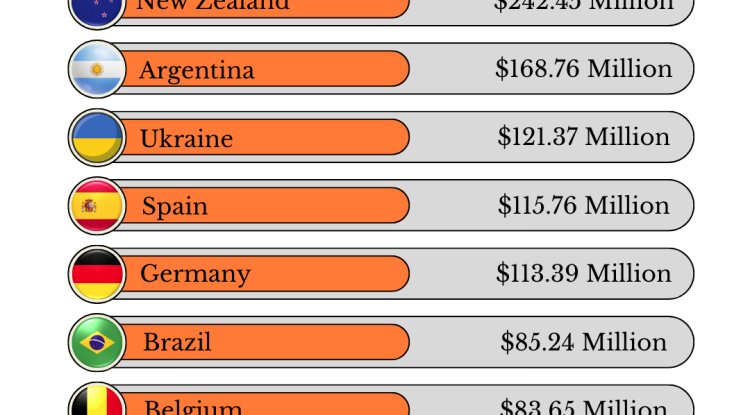 New Zealand $242.45 Million
Argentina $168.76 Million
Ukraine $121.37 Million
Spain $115.76 Million
Germany $113.39 Million
Brazil $85.24 Million
Belgium $83.65 Million